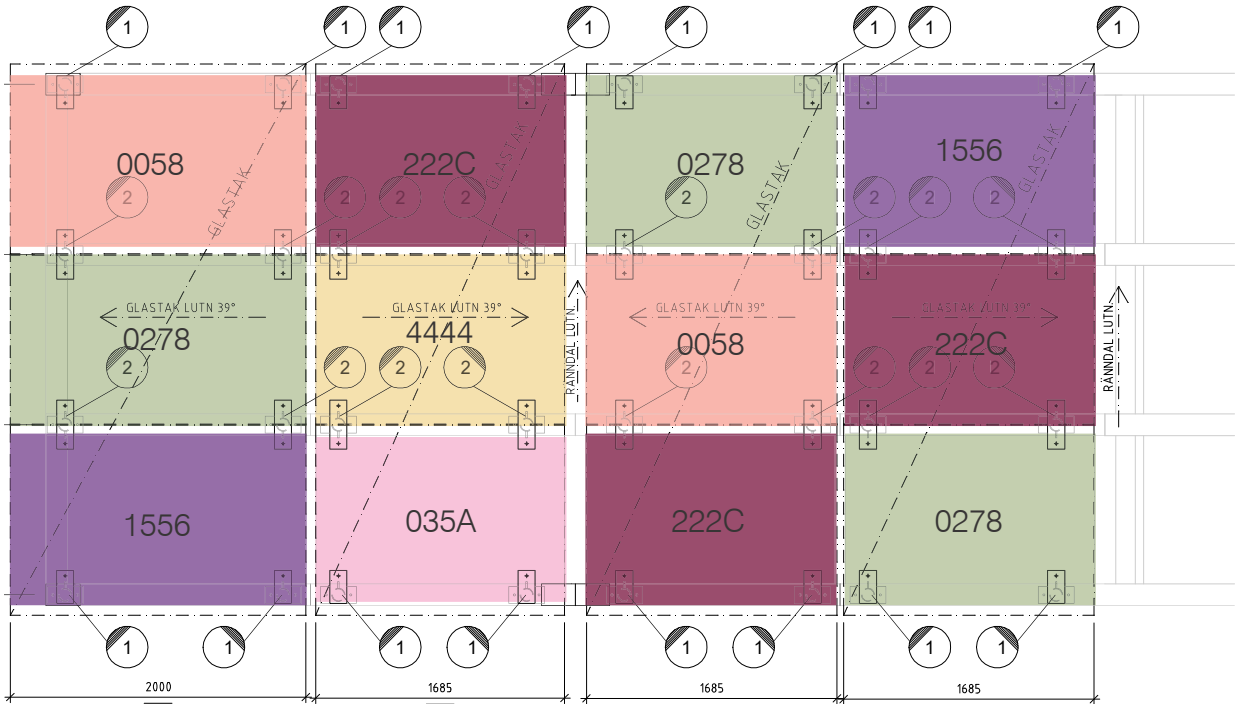 1 1 1 1 1 1 1 1
0058 222C 0278 1556
GLASTAK GLASTAK GLASTAK GLASTAK
2 2 2 2 2 2 2 2
GLASTAK LUTN 39° GLASTAK LUTN 39° GLASTAK LUTN 39° GLASTAK LUTN 39°
0278 4444 0058 222C
RÄNNDAL LUTN. RÄNNDAL LUTN.
2 2 2 2 2 2 2 2
1556 035A 222C 0278
1 1 1 1 1 1 1 1
2000 1685 1685 1685